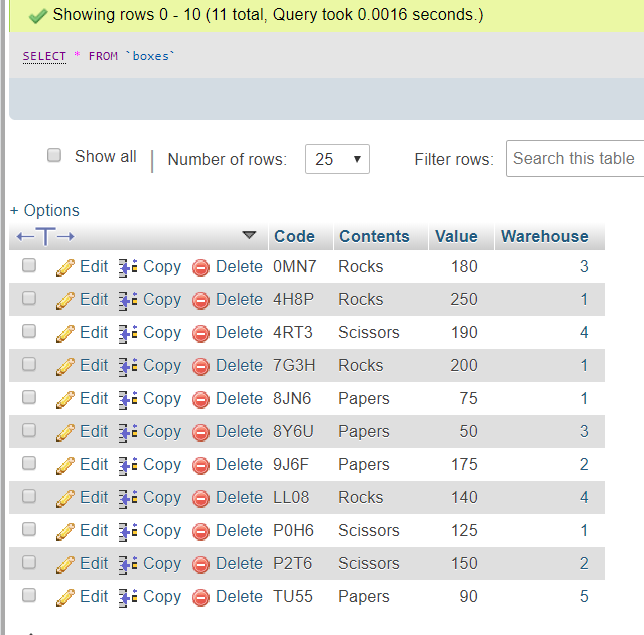 Showing rows 0 - 10 (11 total, Query took 0.0016 seconds.)
SELECT * FROM `boxes`
Show all | Number of rows: 25 Filter rows: Search this table
+ Options
←T→ Code Contents Value Warehouse
Edit Copy Delete 0MN7 Rocks 180 3
Edit Copy Delete 4H8P Rocks 250 1
Edit Copy Delete 4RT3 Scissors 190 4
Edit Copy Delete 7G3H Rocks 200 1
Edit Copy Delete 8JN6 Papers 75 1
Edit Copy Delete 8Y6U Papers 50 3
Edit Copy Delete 9J6F Papers 175 2
Edit Copy Delete LL08 Rocks 140 4
Edit Copy Delete P0H6 Scissors 125 1
Edit Copy Delete P2T6 Scissors 150 2
Edit Copy Delete TU55 Papers 90 5